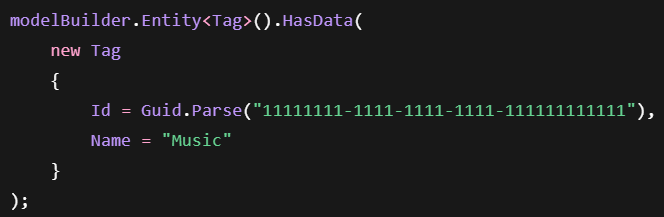 modelBuilder.Entity<Tag>().HasData(
    new Tag
    {
        Id = Guid.Parse("11111111-1111-1111-1111-111111111111"),
        Name = "Music"
    }
);